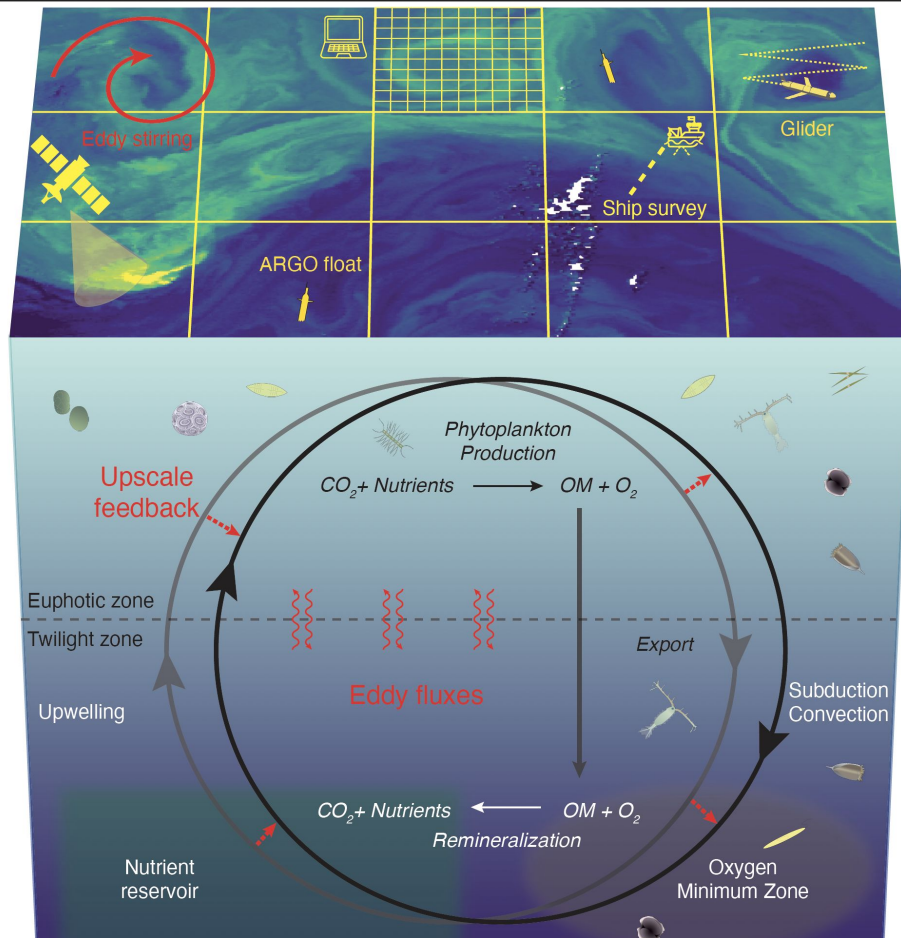 Eddy stirring
Glider
Ship survey
ARGO float
Phytoplankton
Production
Upscale
feedback
CO₂+ Nutrients
OM + O₂
Euphotic zone
Twilight zone
Export
Eddy fluxes
Upwelling
Subduction
Convection
CO₂+ Nutrients
OM + O₂
Remineralization
Nutrient
reservoir
Oxygen
Minimum Zone